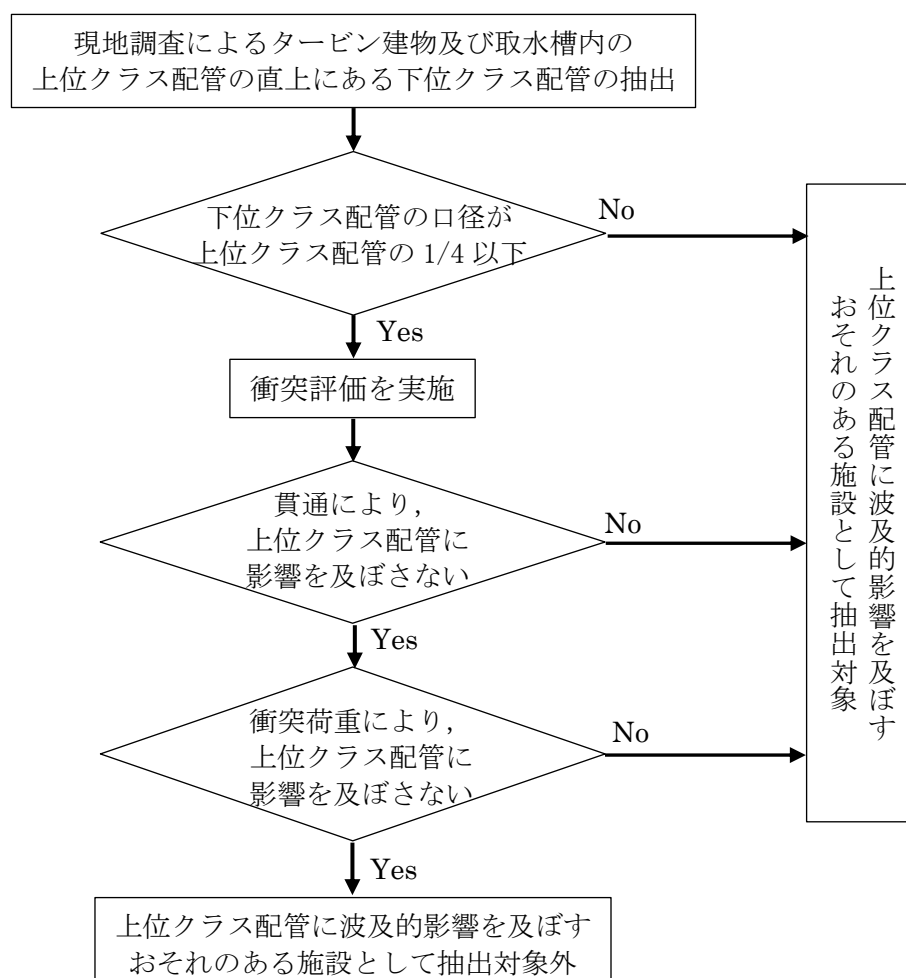 現地調査によるタービン建物及び取水槽内の
上位クラス配管の直上にある下位クラス配管の抽出
下位クラス配管の口径が
上位クラス配管の 1/4 以下
No
Yes
衝突評価を実施
貫通により，
上位クラス配管に
影響を及ぼさない
No
Yes
衝突荷重により，
上位クラス配管に
影響を及ぼさない
No
Yes
上位クラス配管に波及的影響を及ぼす
おそれのある施設として抽出対象外
上位クラス配管に波及的影響を及ぼす
おそれのある施設として抽出対象